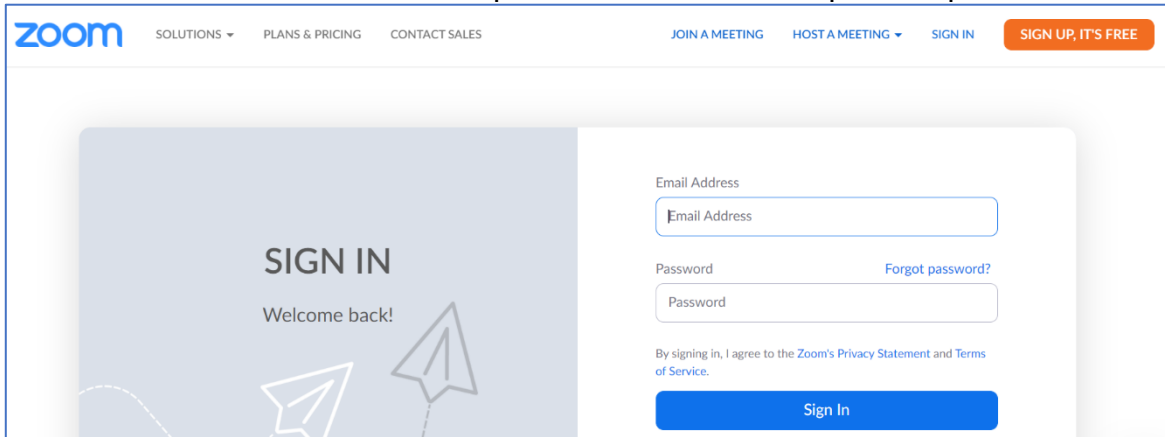 zoom SOLUTIONS PLANS & PRICING CONTACT SALES JOIN A MEETING HOST A MEETING SIGN IN SIGN UP, IT'S FREE
SIGN IN
Welcome back!
Email Address
Email Address
Password Forgot password?
Password
By signing in, I agree to the Zoom's Privacy Statement and Terms
of Service.
Sign In